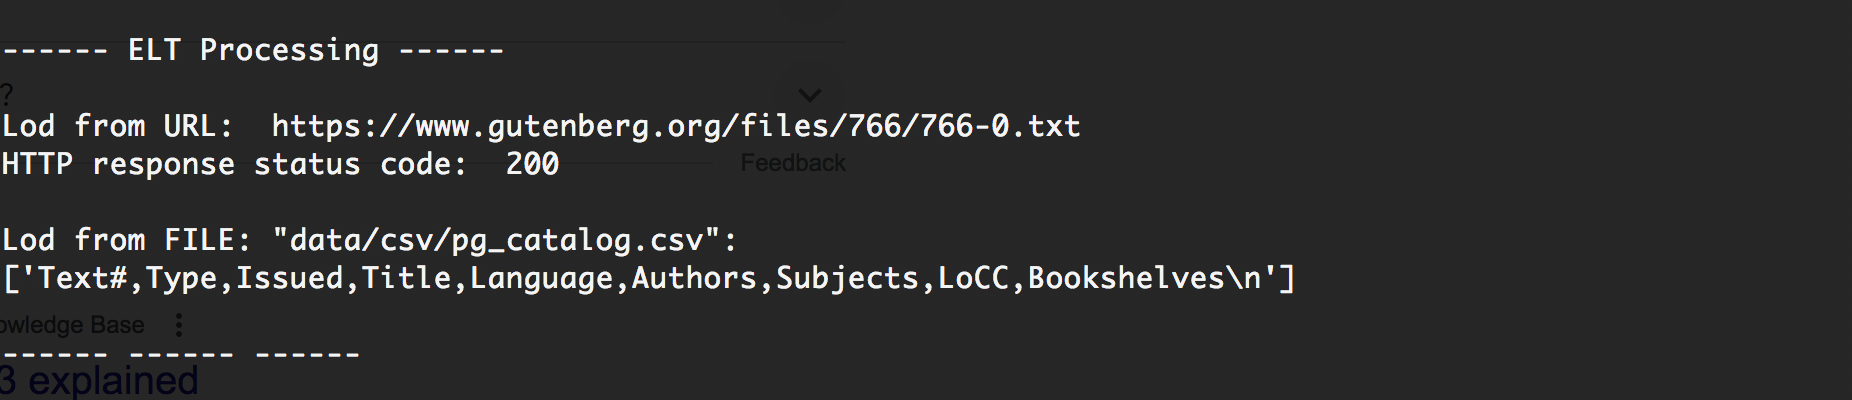 ------ ELT Processing ------
?
Lod from URL:  https://www.gutenberg.org/files/766/766-0.txt
HTTP response status code:  200
Feedback
Lod from FILE: "data/csv/pg_catalog.csv":
['Text#,Type,Issued,Title,Language,Authors,Subjects,LoCC,Bookshelves\n']
owledge Base
------ ------ ------
3 explained